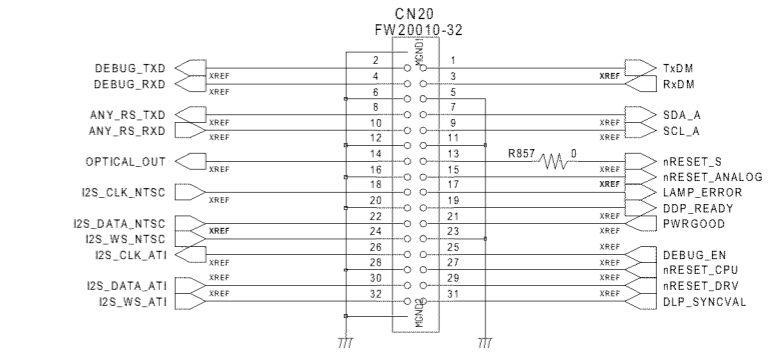 CN20
FW20010-32
MGND1
2 1
DEBUG_TXD TxDM
XREF 4 3 XREF
DEBUG_RXD RxDM
XREF 6 5
8 7
ANY_RS_TXD SDA_A
XREF 10 9 XREF
ANY_RS_RXD SCL_A
XREF 12 11 XREF
14 13 R857 0
OPTICAL_OUT nRESET_S
XREF 16 15 XREF
nRESET_ANALOG
18 17 XREF
I2S_CLK_NTSC LAMP_ERROR
XREF 20 19
DDP_READY
22 21 XREF
I2S_DATA_NTSC PWRGOOD
XREF 24 23 XREF
I2S_WS_NTSC
26 25 XREF
I2S_CLK_ATI DEBUG_EN
XREF 28 27 XREF
nRESET_CPU
XREF 30 29 XREF
I2S_DATA_ATI nRESET_DRV
XREF 32 31 XREF
I2S_WS_ATI DLP_SYNCVAL
MGND2